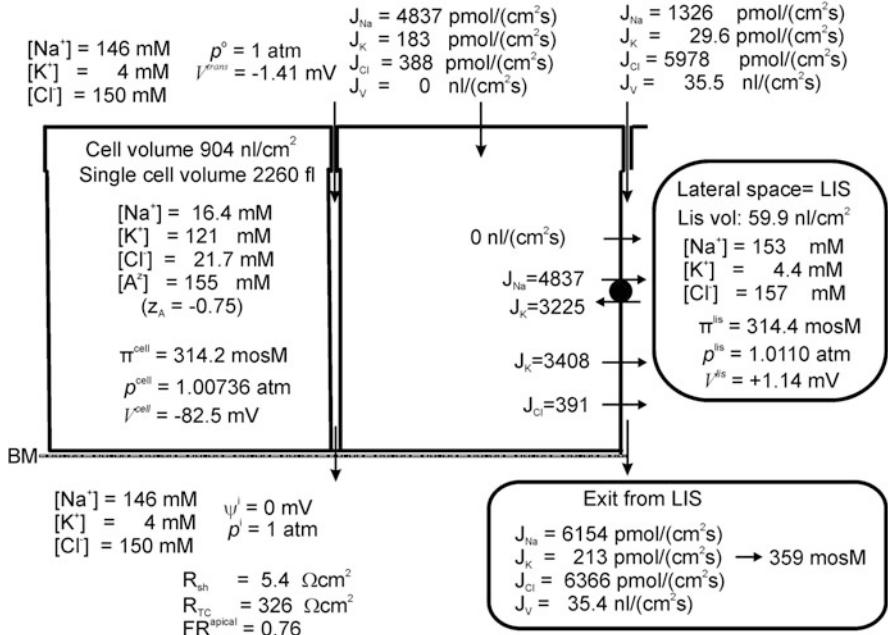 [Na⁺] = 146 mM
[K⁺] = 4 mM
[Cl⁻] = 150 mM
pᵒ = 1 atm
Vᵗʳᵃⁿˢ = -1.41 mV
J_Na = 4837 pmol/(cm²s)
J_K = 183 pmol/(cm²s)
J_Cl = 388 pmol/(cm²s)
J_V = 0 nl/(cm²s)
J_Na = 1326 pmol/(cm²s)
J_K = 29.6 pmol/(cm²s)
J_Cl = 5978 pmol/(cm²s)
J_V = 35.5 nl/(cm²s)
Cell volume 904 nl/cm²
Single cell volume 2260 fl
[Na⁺] = 16.4 mM
[K⁺] = 121 mM
[Cl⁻] = 21.7 mM
[Aᶻ] = 155 mM
(z_A = -0.75)
π^cell = 314.2 mosM
p^cell = 1.00736 atm
V^cell = -82.5 mV
0 nl/(cm²s)
J_Na=4837
J_K=3225
J_K=3408
J_Cl=391
Lateral space= LIS
Lis vol: 59.9 nl/cm²
[Na⁺] = 153 mM
[K⁺] = 4.4 mM
[Cl⁻] = 157 mM
π^lis = 314.4 mosM
p^lis = 1.0110 atm
V^lis = +1.14 mV
BM
[Na⁺] = 146 mM
[K⁺] = 4 mM
[Cl⁻] = 150 mM
ψⁱ = 0 mV
pⁱ = 1 atm
R_sh = 5.4 Ωcm²
R_TC = 326 Ωcm²
FR^apical = 0.76
Exit from LIS
J_Na = 6154 pmol/(cm²s)
J_K = 213 pmol/(cm²s) → 359 mosM
J_Cl = 6366 pmol/(cm²s)
J_V = 35.4 nl/(cm²s)